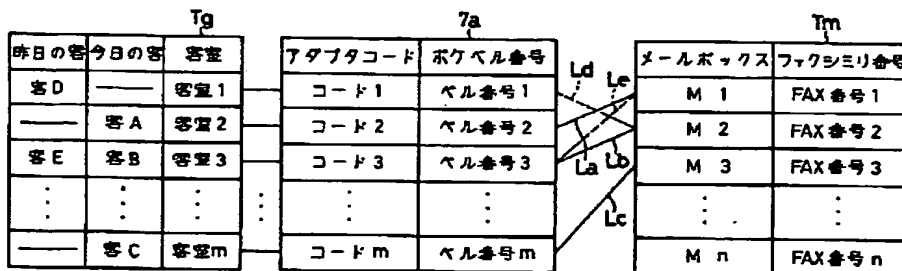 Tg 7a Tm
昨日の客 今日の客 客室 アダプタコード ポケベル番号 メールボックス ファクシミリ番号
客D ―― 客室1 コード1 ベル番号1 Ld Le M 1 FAX番号1
―― 客A 客室2 コード2 ベル番号2 M 2 FAX番号2
客E 客B 客室3 コード3 ベル番号3 La Lb M 3 FAX番号3
⋮ ⋮ ⋮ ⋮ ⋮ ⋮ Lc ⋮ ⋮
―― 客C 客室m コードm ベル番号m M n FAX番号n